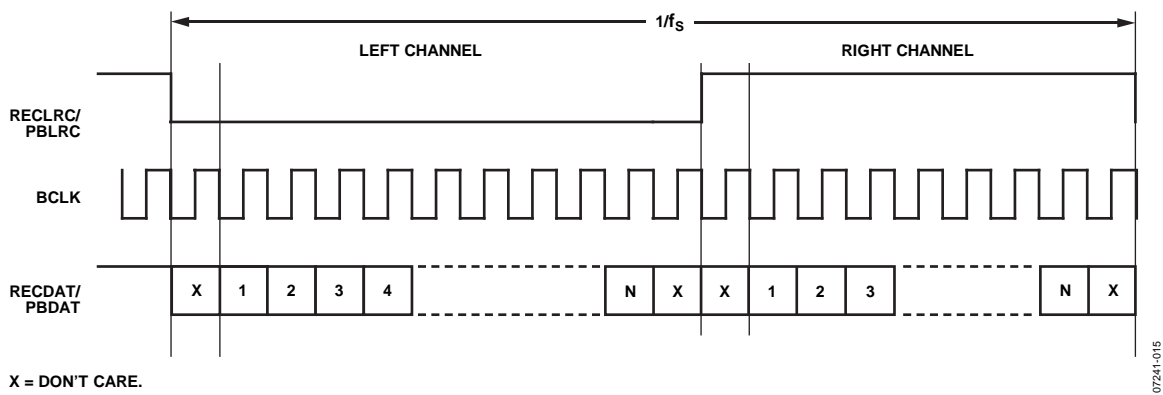 1/fS
LEFT CHANNEL
RIGHT CHANNEL
RECLRC/
PBLRC
BCLK
RECDAT/
PBDAT
X 1 2 3 4 N X X 1 2 3 N X
X = DON'T CARE.
07241-015